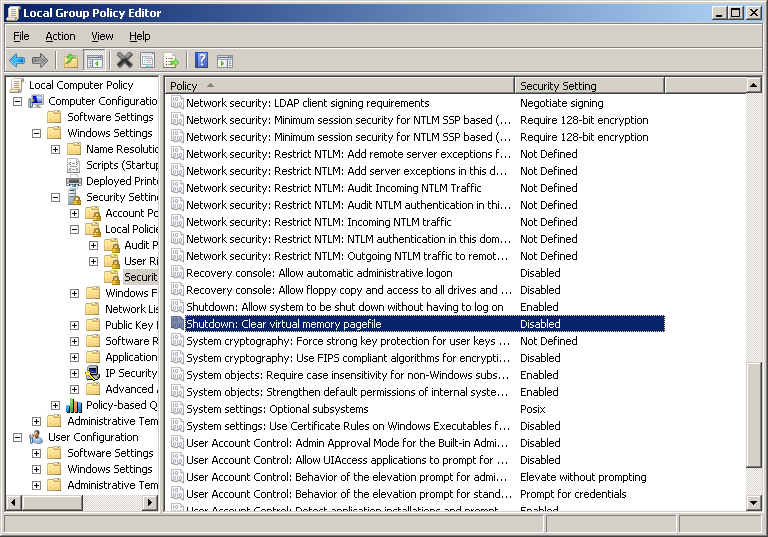 Local Group Policy Editor
File Action View Help
Local Computer Policy
Computer Configuratio
Software Settings
Windows Settings
Name Resolutio
Scripts (Startup
Deployed Printe
Security Setting
Account Po
Local Policie
Audit P
User Ri
Securit
Windows F
Network Lis
Public Key
Software R
Application
IP Security
Advanced
Policy-based Q
Administrative Tem
User Configuration
Software Settings
Windows Settings
Administrative Tem
Policy Security Setting
Network security: LDAP client signing requirements Negotiate signing
Network security: Minimum session security for NTLM SSP based (... Require 128-bit encryption
Network security: Minimum session security for NTLM SSP based (... Require 128-bit encryption
Network security: Restrict NTLM: Add remote server exceptions f... Not Defined
Network security: Restrict NTLM: Add server exceptions in this d... Not Defined
Network security: Restrict NTLM: Audit Incoming NTLM Traffic Not Defined
Network security: Restrict NTLM: Audit NTLM authentication in thi... Not Defined
Network security: Restrict NTLM: Incoming NTLM traffic Not Defined
Network security: Restrict NTLM: NTLM authentication in this dom... Not Defined
Network security: Restrict NTLM: Outgoing NTLM traffic to remot... Not Defined
Recovery console: Allow automatic administrative logon Disabled
Recovery console: Allow floppy copy and access to all drives and ... Disabled
Shutdown: Allow system to be shut down without having to log on Enabled
Shutdown: Clear virtual memory pagefile Disabled
System cryptography: Force strong key protection for user keys ... Not Defined
System cryptography: Use FIPS compliant algorithms for encrypti... Disabled
System objects: Require case insensitivity for non-Windows subs... Enabled
System objects: Strengthen default permissions of internal syste... Enabled
System settings: Optional subsystems Posix
System settings: Use Certificate Rules on Windows Executables f... Disabled
User Account Control: Admin Approval Mode for the Built-in Admi... Disabled
User Account Control: Allow UIAccess applications to prompt for ... Disabled
User Account Control: Behavior of the elevation prompt for admi... Elevate without prompting
User Account Control: Behavior of the elevation prompt for stand... Prompt for credentials
User Account Control: Detect application installations and prompt ... Enabled